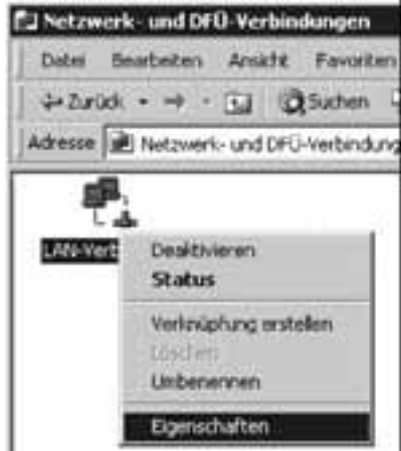 Netzwerk- und DFÜ-Verbindungen
Datei Bearbeiten Ansicht Favoriten
Zurück Suchen
Adresse Netzwerk- und DFÜ-Verbindung
LAN-Verb
Deaktivieren
Status
Verknüpfung erstellen
Löschen
Umbenennen
Eigenschaften